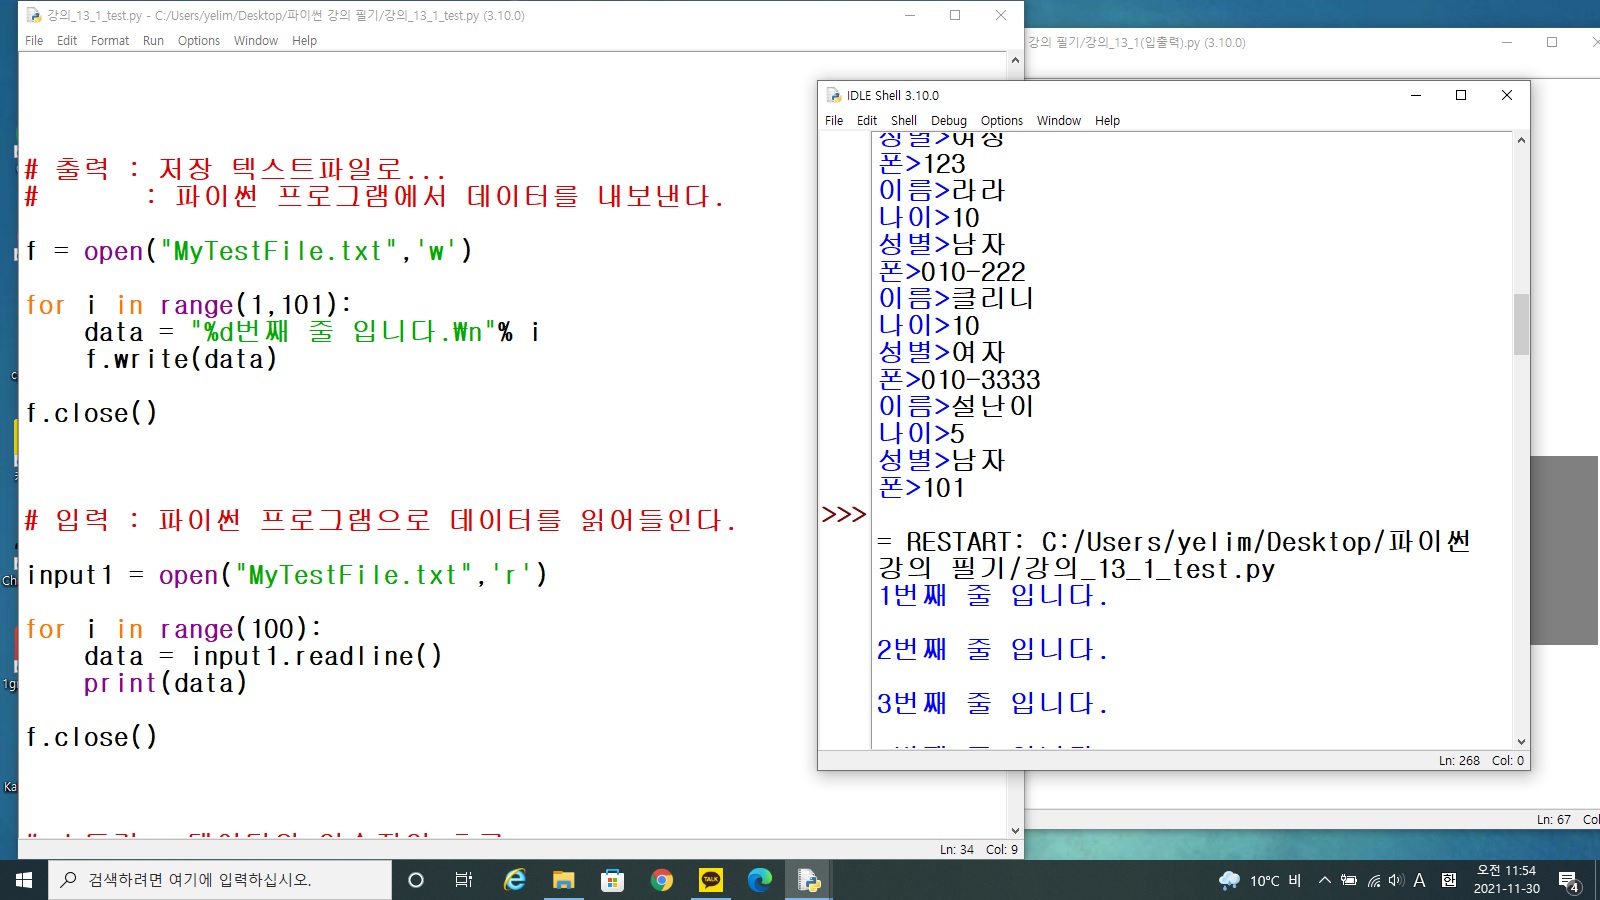 강의_13_1_test.py - C:/Users/yelim/Desktop/파이썬 강의 필기/강의_13_1_test.py (3.10.0)
File Edit Format Run Options Window Help
# 출력 : 저장 텍스트파일로...
# : 파이썬 프로그램에서 데이터를 내보낸다.
f = open("MyTestFile.txt",'w')
for i in range(1,101):
data = "%d번째 줄 입니다.₩n"% i
f.write(data)
f.close()
# 입력 : 파이썬 프로그램으로 데이터를 읽어들인다.
input1 = open("MyTestFile.txt",'r')
for i in range(100):
data = input1.readline()
print(data)
f.close()
Ln: 34 Col: 9
강의 필기/강의_13_1(입출력).py (3.10.0)
IDLE Shell 3.10.0
File Edit Shell Debug Options Window Help
성별>여성
폰>123
이름>라라
나이>10
성별>남자
폰>010-222
이름>클리니
나이>10
성별>여자
폰>010-3333
이름>설난이
나이>5
성별>남자
폰>101
>>>
= RESTART: C:/Users/yelim/Desktop/파이썬
강의 필기/강의_13_1_test.py
1번째 줄 입니다.
2번째 줄 입니다.
3번째 줄 입니다.
Ln: 268 Col: 0
Ln: 67 Col
검색하려면 여기에 입력하십시오.
TALK
10°C 비
A
한
오전 11:54
2021-11-30
4